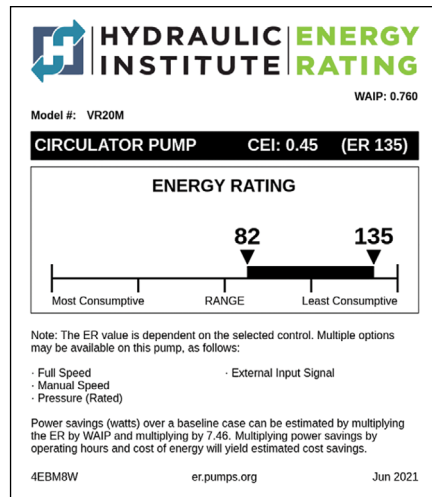 HYDRAULIC ENERGY
INSTITUTE RATING
WAIP: 0.760
Model #: VR20M
CIRCULATOR PUMP CEI: 0.45 (ER 135)
ENERGY RATING
82 135
Most Consumptive RANGE Least Consumptive
Note: The ER value is dependent on the selected control. Multiple options
may be available on this pump, as follows:
· Full Speed · External Input Signal
· Manual Speed
· Pressure (Rated)
Power savings (watts) over a baseline case can be estimated by multiplying
the ER by WAIP and multiplying by 7.46. Multiplying power savings by
operating hours and cost of energy will yield estimated cost savings.
4EBM8W er.pumps.org Jun 2021